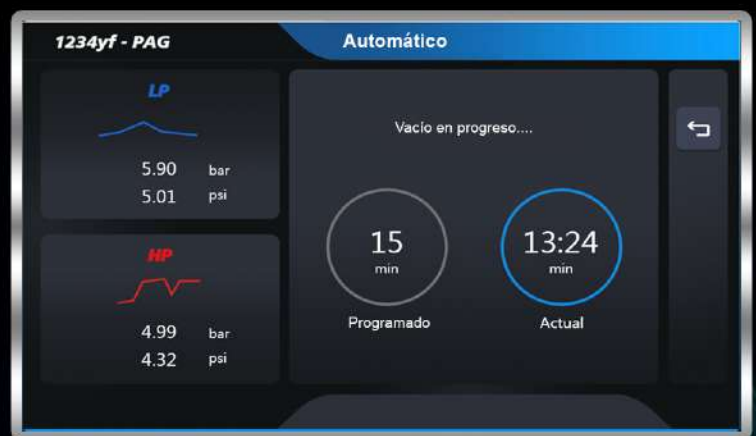 1234yf - PAG
Automático
LP
5.90 bar
5.01 psi
HP
4.99 bar
4.32 psi
Vacío en progreso....
15
min
Programado
13:24
min
Actual